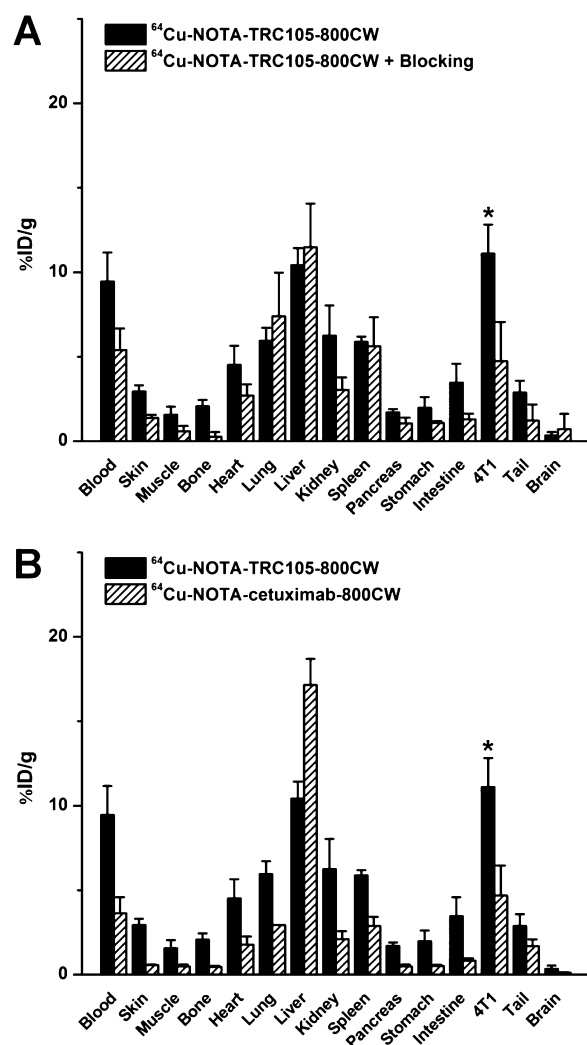 A
⁶⁴Cu-NOTA-TRC105-800CW
⁶⁴Cu-NOTA-TRC105-800CW + Blocking
20
10
0
%ID/g
*
Blood
Skin
Muscle
Bone
Heart
Lung
Liver
Kidney
Spleen
Pancreas
Stomach
Intestine
4T1
Tail
Brain
B
⁶⁴Cu-NOTA-TRC105-800CW
⁶⁴Cu-NOTA-cetuximab-800CW
20
10
0
%ID/g
*
Blood
Skin
Muscle
Bone
Heart
Lung
Liver
Kidney
Spleen
Pancreas
Stomach
Intestine
4T1
Tail
Brain